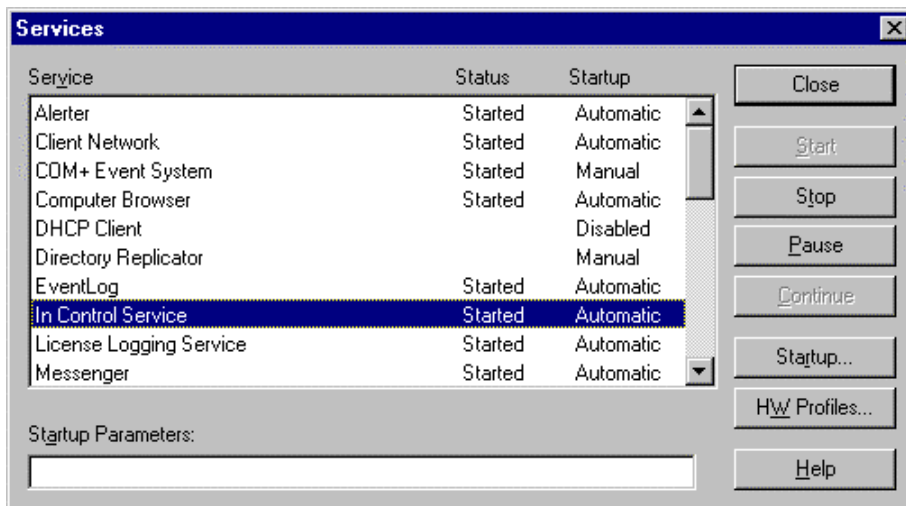 Services
Service Status Startup
Alerter Started Automatic
Client Network Started Automatic
COM+ Event System Started Manual
Computer Browser Started Automatic
DHCP Client Disabled
Directory Replicator Manual
EventLog Started Automatic
In Control Service Started Automatic
License Logging Service Started Automatic
Messenger Started Automatic
Startup Parameters:
Close
Start
Stop
Pause
Continue
Startup...
HW Profiles...
Help